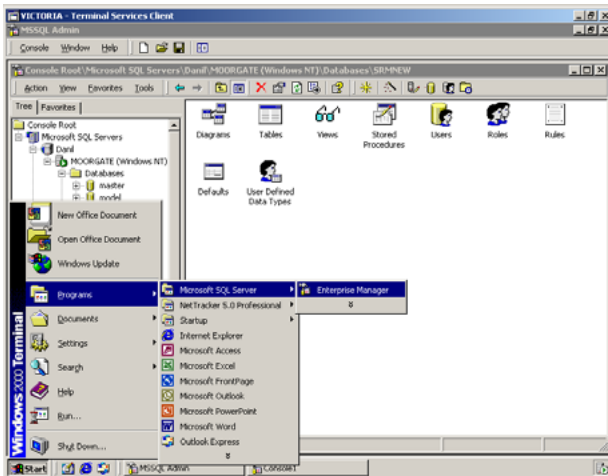 VICTORIA - Terminal Services Client
MSSQL Admin
Console Window Help
Console Root\Microsoft SQL Servers\Danil\MOORGATE (Windows NT)\Databases\SRMNEW
Action View Favorites Tools
Tree Favorites
Console Root
Microsoft SQL Servers
Danil
MOORGATE (Windows NT)
Databases
master
model
Diagrams
Tables
Views
Stored Procedures
Users
Roles
Rules
Defaults
User Defined Data Types
New Office Document
Open Office Document
Windows Update
Programs
Documents
Settings
Search
Help
Run...
Shut Down...
Windows 2000 Terminal
Microsoft SQL Server
NetTracker 5.0 Professional
Startup
Internet Explorer
Microsoft Access
Microsoft Excel
Microsoft FrontPage
Microsoft Outlook
Microsoft PowerPoint
Microsoft Word
Outlook Express
Enterprise Manager
Start
MSSQL Admin
Console1